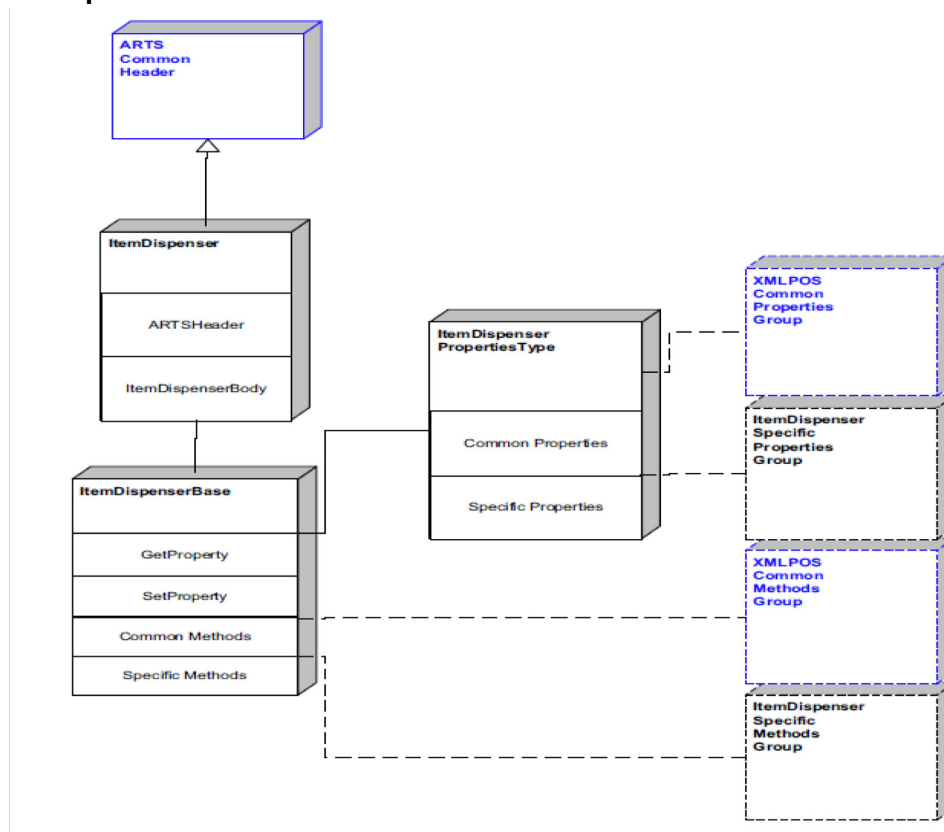 ARTS
Common
Header
ItemDispenser
ARTSHeader
ItemDispenserBody
ItemDispenserBase
GetProperty
SetProperty
Common Methods
Specific Methods
ItemDispenser
PropertiesType
Common Properties
Specific Properties
XMLPOS
Common
Properties
Group
ItemDispenser
Specific
Properties
Group
XMLPOS
Common
Methods
Group
ItemDispenser
Specific
Methods
Group